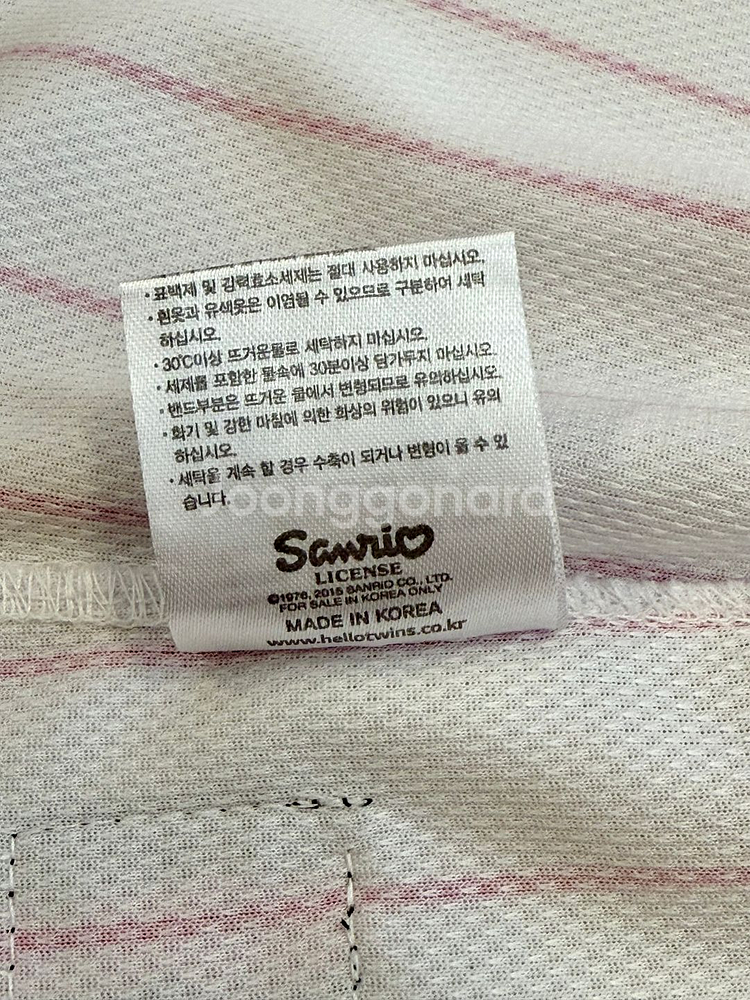 · 표백제 및 강력효소세제는 절대 사용하지 마십시오.
· 흰옷과 유색옷은 이염될 수 있으므로 구분하여 세탁
하십시오.
· 30℃이상 뜨거운물로 세탁하지 마십시오.
· 세제를 포함한 물속에 30분이상 담가두지 마십시오.
· 밴드부분은 뜨거운 물에서 변형되므로 유의하십시오.
· 화기 및 강한 마찰에 의한 화상의 위험이 있으니 유의
하십시오.
· 세탁을 계속 할 경우 수축이 되거나 변형이 올 수 있
습니다.
joonggonara
Sanrio
LICENSE
©1976, 2015 SANRIO CO., LTD.
FOR SALE IN KOREA ONLY
MADE IN KOREA
www.hellotwins.co.kr